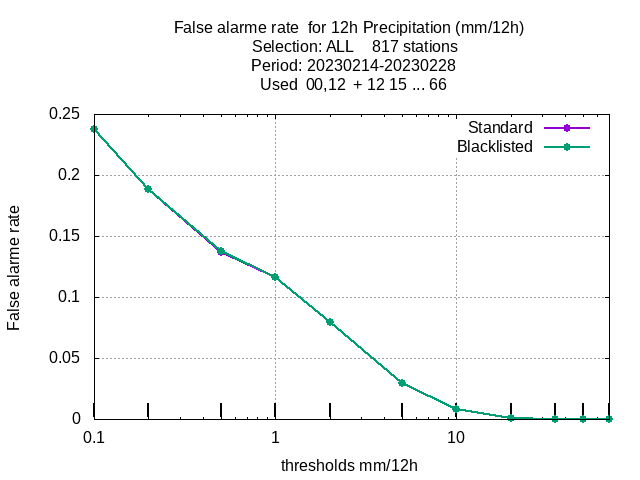 False alarme rate  for 12h Precipitation (mm/12h)
Selection: ALL    817 stations
Period: 20230214-20230228
Used  00,12  + 12 15 ... 66
Standard
Blacklisted
False alarme rate
0.25
0.2
0.15
0.1
0.05
0
0.1
1
10
thresholds mm/12h